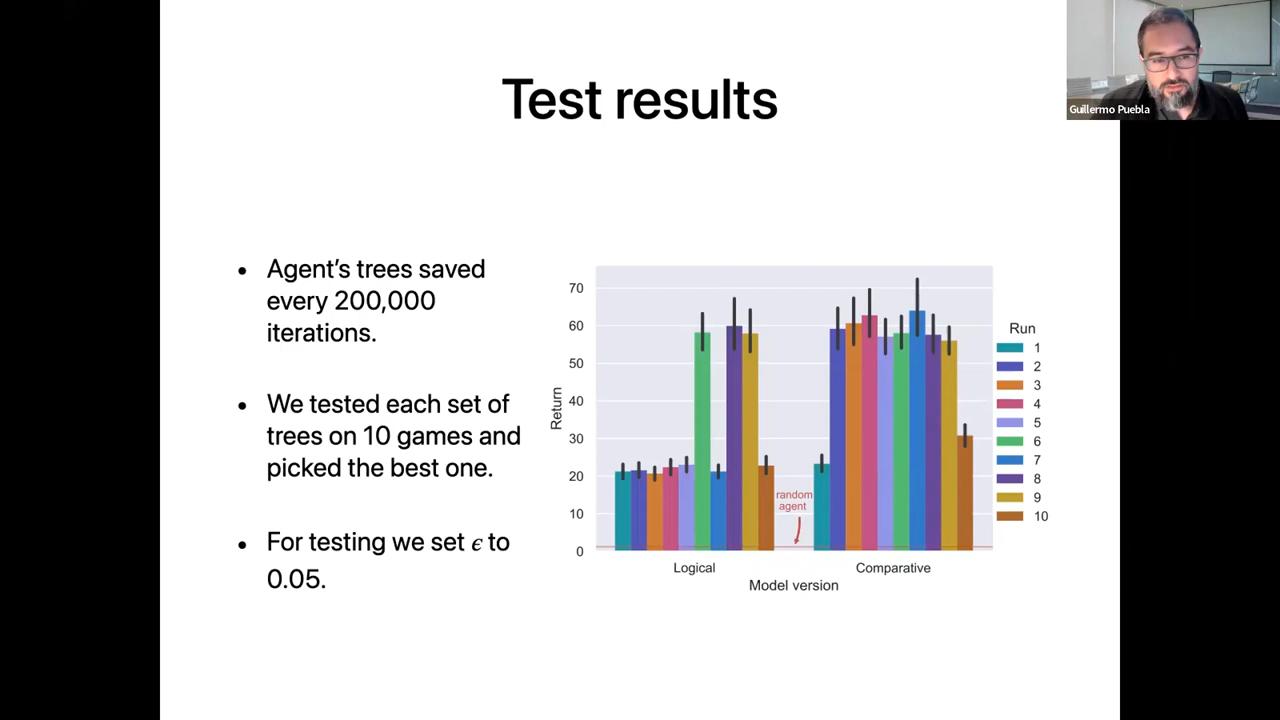 Test results
Guillermo Puebla
• Agent's trees saved
every 200,000
iterations.
• We tested each set of
trees on 10 games and
picked the best one.
• For testing we set ϵ to
0.05.
Return
70
60
50
40
30
20
10
0
random
agent
Logical
Comparative
Model version
Run
1
2
3
4
5
6
7
8
9
10